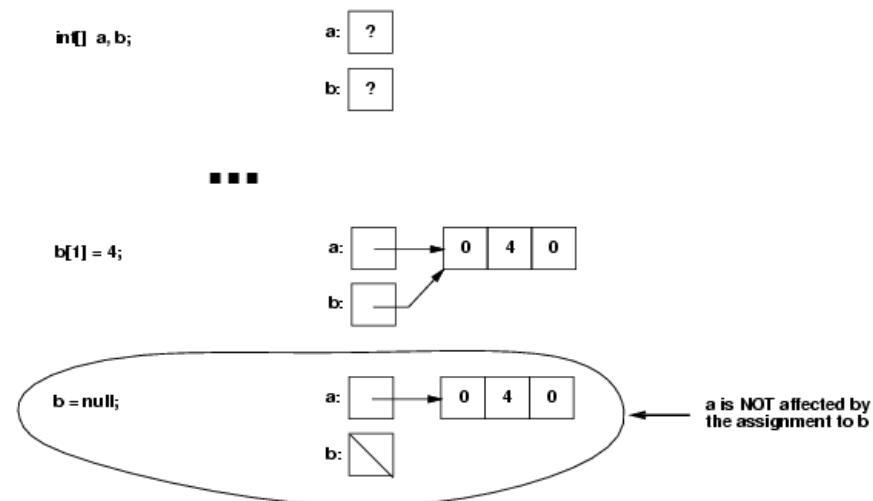 int[] a, b;
a: ?
b: ?
b[1] = 4;
a: 0 4 0
b:
b = null;
a: 0 4 0
b:
a is NOT affected by
the assignment to b